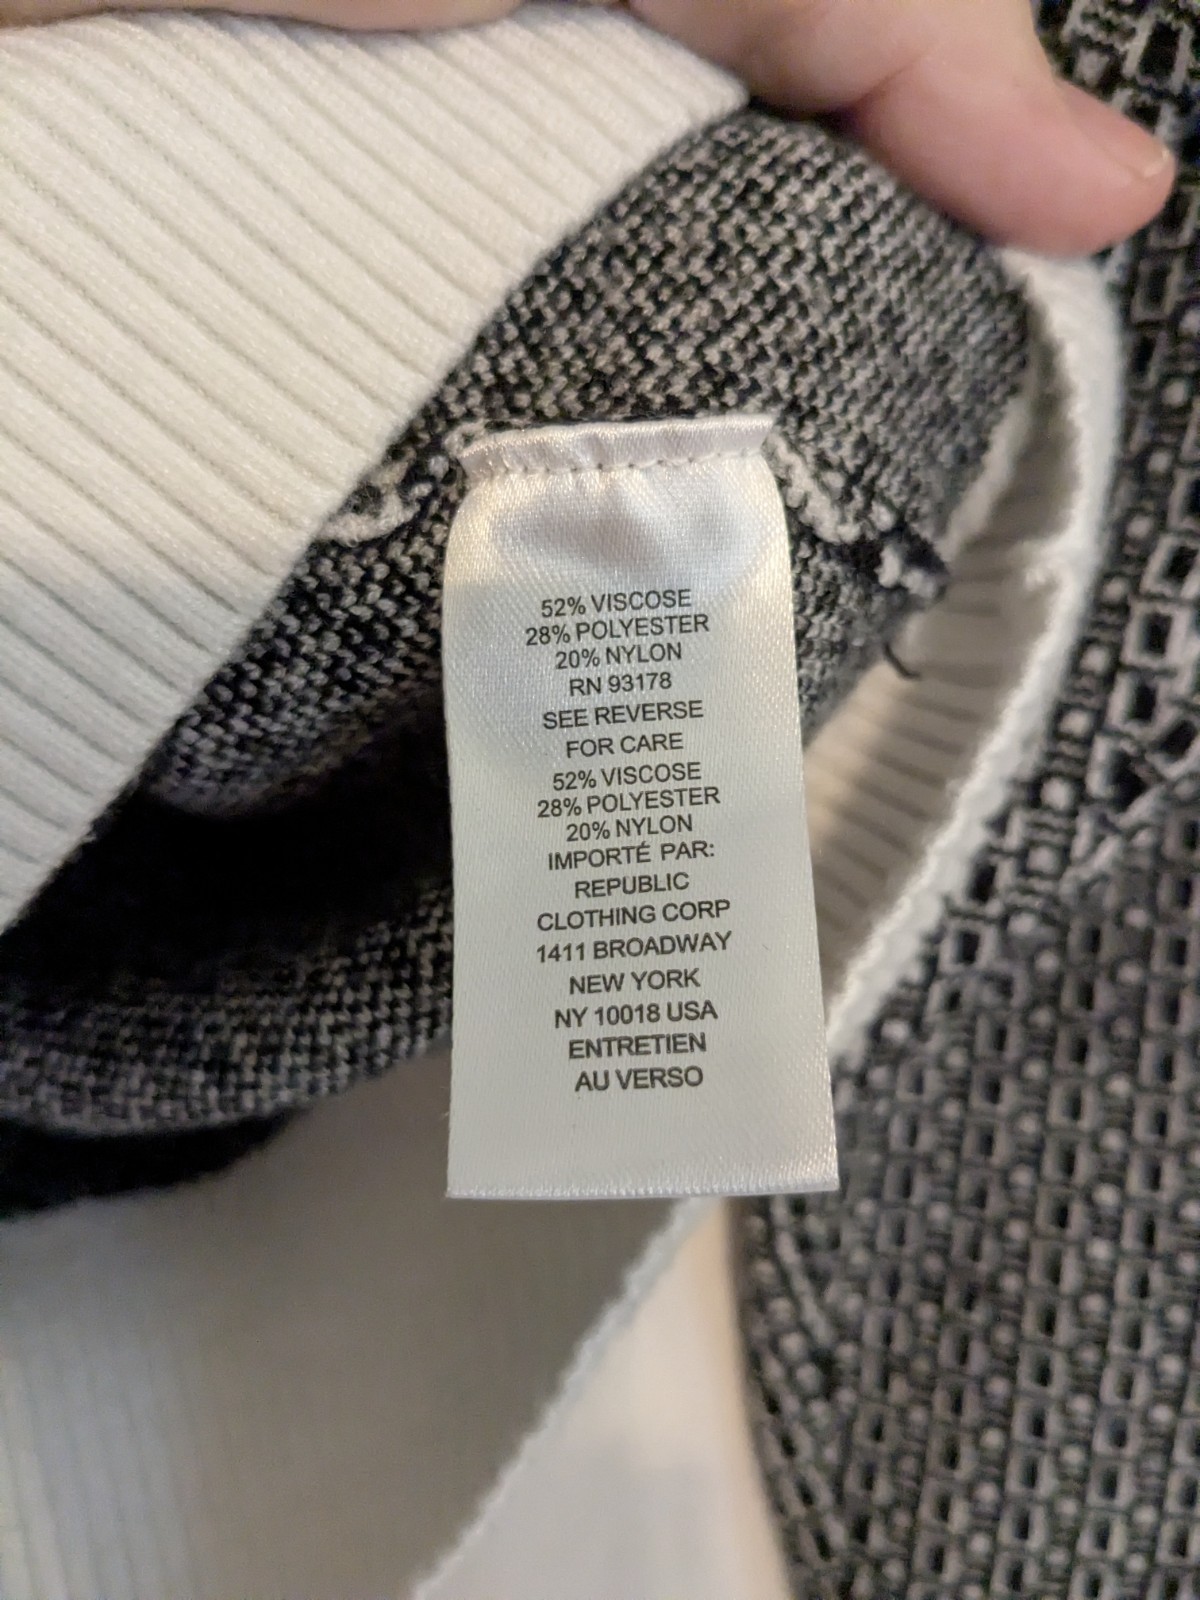 52% VISCOSE
28% POLYESTER
20% NYLON
RN 93178
SEE REVERSE
FOR CARE
52% VISCOSE
28% POLYESTER
20% NYLON
IMPORTÉ PAR:
REPUBLIC
CLOTHING CORP
1411 BROADWAY
NEW YORK
NY 10018 USA
ENTRETIEN
AU VERSO